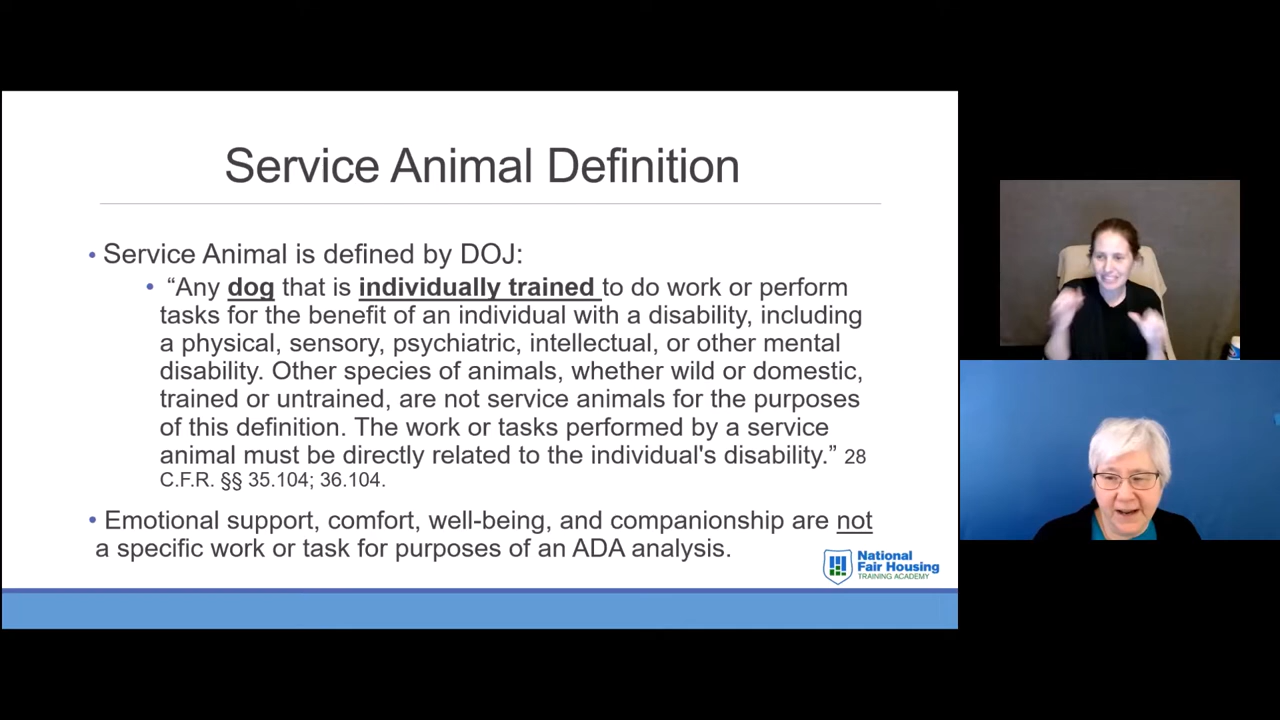 Service Animal Definition
• Service Animal is defined by DOJ:
• “Any dog that is individually trained to do work or perform
tasks for the benefit of an individual with a disability, including
a physical, sensory, psychiatric, intellectual, or other mental
disability. Other species of animals, whether wild or domestic,
trained or untrained, are not service animals for the purposes
of this definition. The work or tasks performed by a service
animal must be directly related to the individual's disability.” 28
C.F.R. §§ 35.104; 36.104.
• Emotional support, comfort, well-being, and companionship are not
a specific work or task for purposes of an ADA analysis.
National
Fair Housing
TRAINING ACADEMY